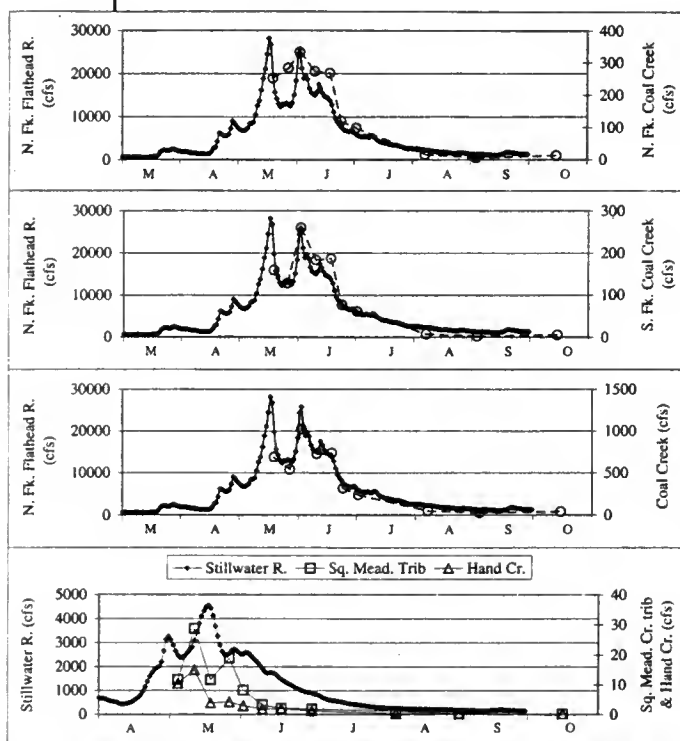 N. Fk. Flathead R.
(cfs)
30000
20000
10000
0
400
300
200
100
0
N. Fk. Coal Creek
(cfs)
M A M J J A S O
N. Fk. Flathead R.
(cfs)
30000
20000
10000
0
300
200
100
0
S. Fk. Coal Creek
(cfs)
M A M J J A S O
N. Fk. Flathead R.
(cfs)
30000
20000
10000
0
1500
1000
500
0
Coal Creek (cfs)
M A M J J A S O
Stillwater R. Sq. Mead. Trib Hand Cr.
Stillwater R. (cfs)
5000
4000
3000
2000
1000
0
40
30
20
10
0
Sq. Mead. Cr. trib
& Hand Cr. (cfs)
A M J J A S O